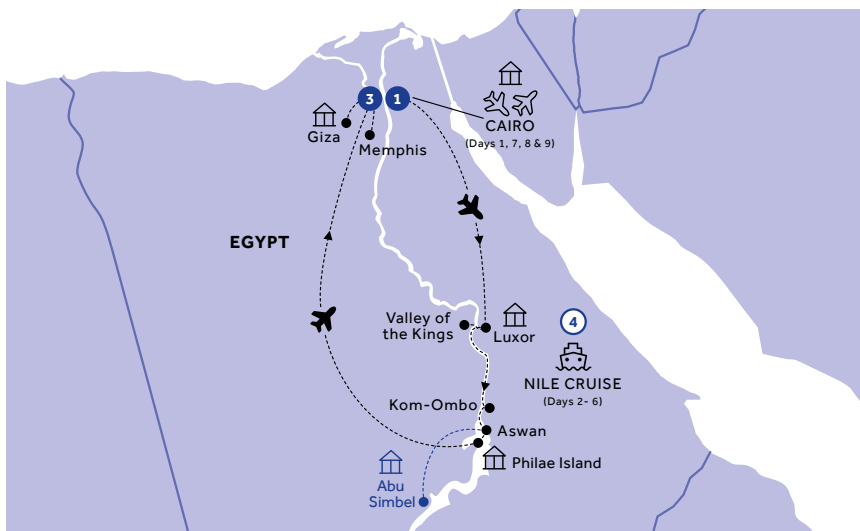 3
1
CAIRO
(Days 1, 7, 8 & 9)
Giza
Memphis
EGYPT
Valley of
the Kings
Luxor
4
NILE CRUISE
(Days 2- 6)
Kom-Ombo
Aswan
Philae Island
Abu
Simbel